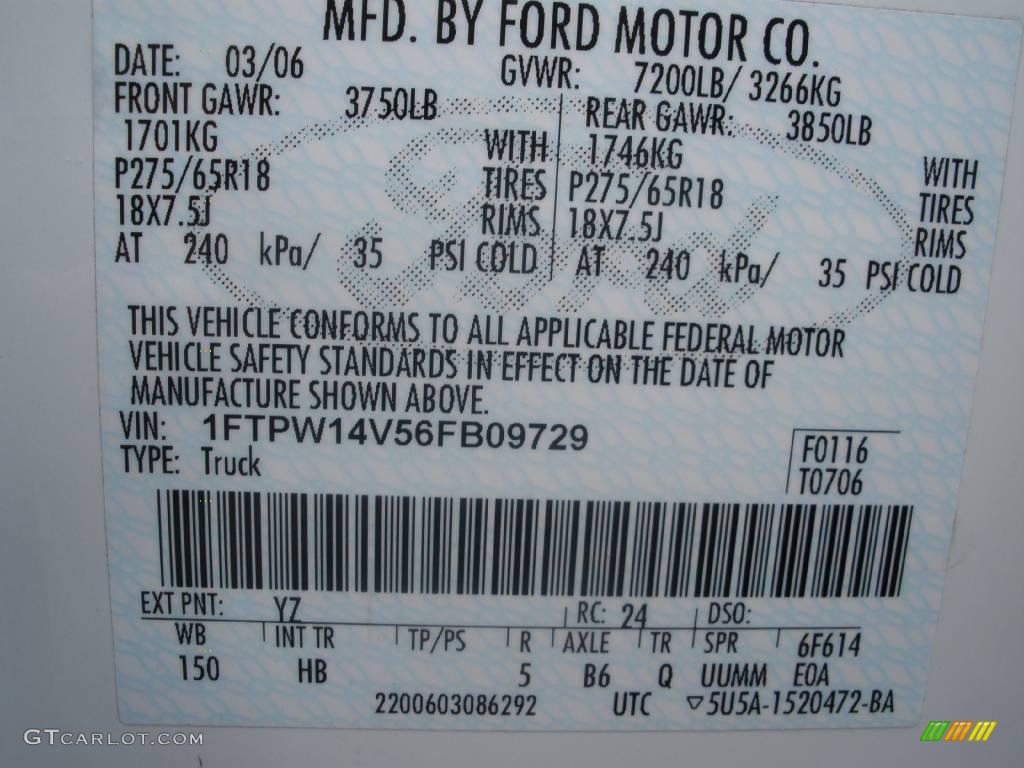 MFD. BY FORD MOTOR CO.
DATE: 03/06 GVWR: 7200LB/ 3266KG
FRONT GAWR: 3750LB REAR GAWR: 3850LB
1701KG WITH 1746KG WITH
P275/65R18 TIRES P275/65R18 TIRES
18X7.5J RIMS 18X7.5J RIMS
AT 240 kPa/ 35 PSI COLD AT 240 kPa/ 35 PSI COLD
THIS VEHICLE CONFORMS TO ALL APPLICABLE FEDERAL MOTOR
VEHICLE SAFETY STANDARDS IN EFFECT ON THE DATE OF
MANUFACTURE SHOWN ABOVE.
VIN: 1FTPW14V56FB09729
TYPE: Truck
F0116
T0706
EXT PNT: YZ RC: 24 DSO:
WB INT TR TP/PS R AXLE TR SPR 6F614
150 HB 5 B6 Q UUMM EOA
2200603086292 UTC ▽5U5A-1520472-BA
Ford
GTCARLOT.COM